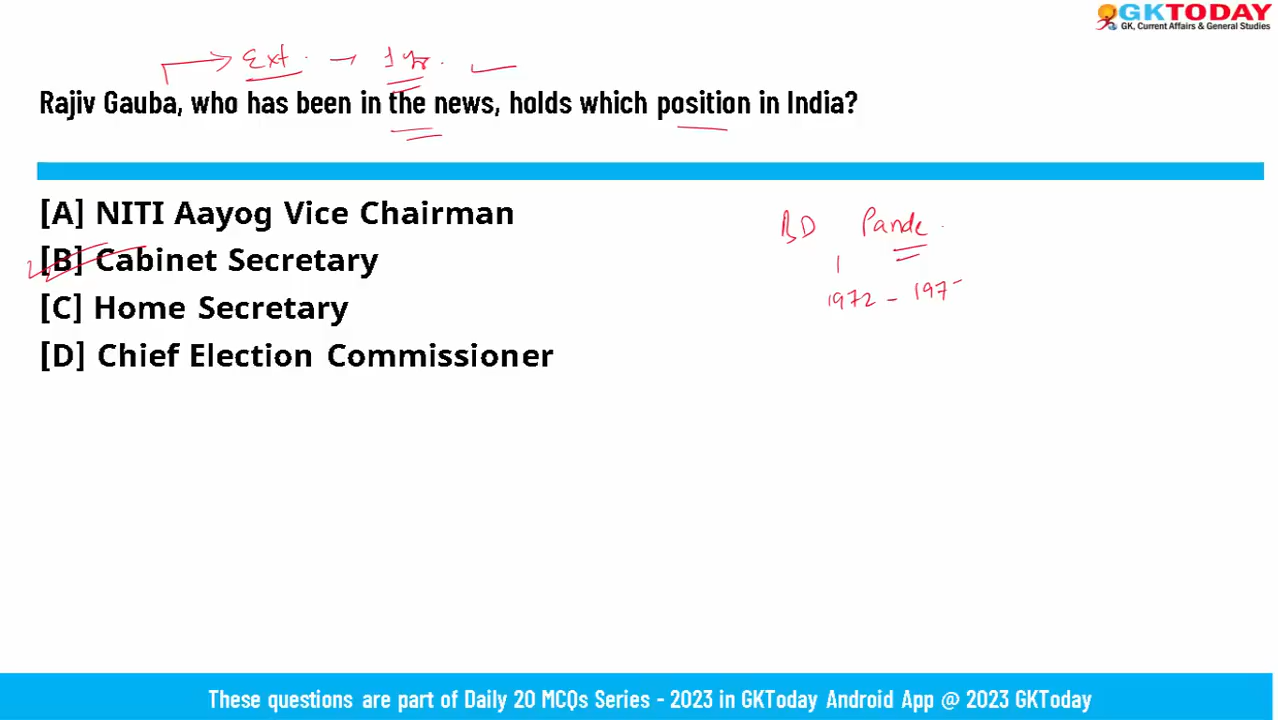 GKTODAY
GK, Current Affairs & General Studies
Ext. → 1 yr.
Rajiv Gauba, who has been in the news, holds which position in India?
[A] NITI Aayog Vice Chairman
[B] Cabinet Secretary
[C] Home Secretary
[D] Chief Election Commissioner
BD Pande
1972 - 197
These questions are part of Daily 20 MCQs Series - 2023 in GKToday Android App @ 2023 GKToday